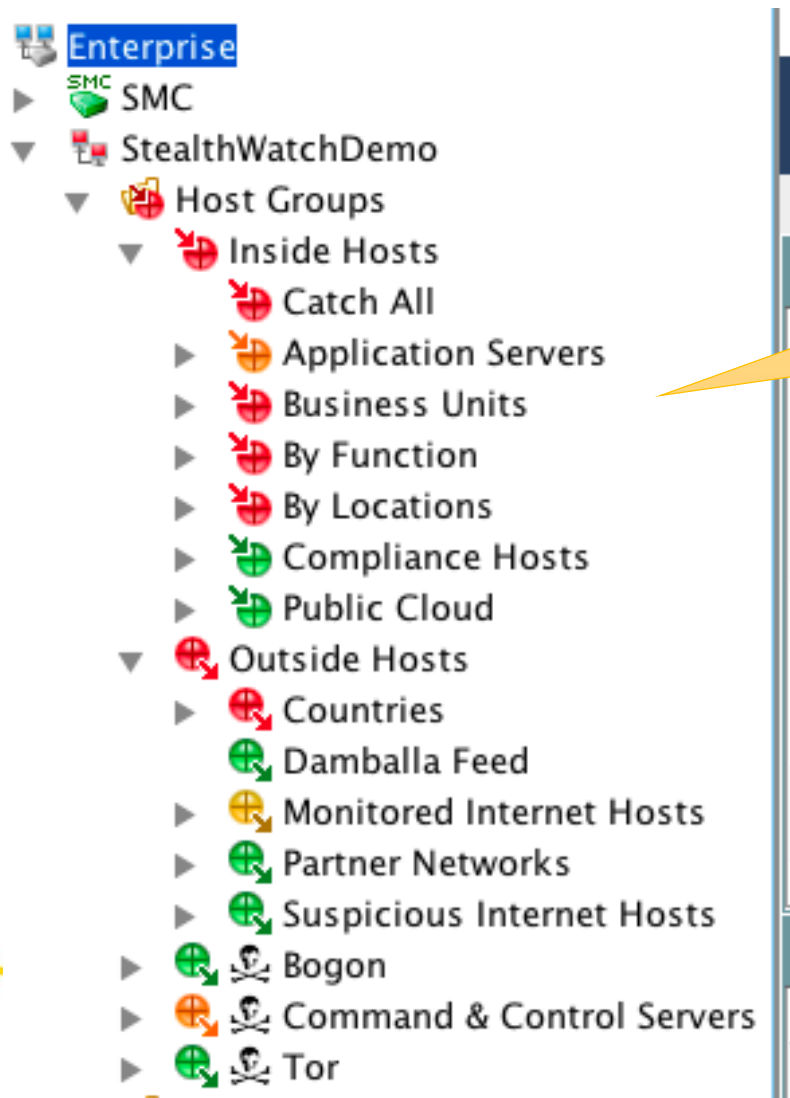 Enterprise
SMC SMC
StealthWatchDemo
Host Groups
Inside Hosts
Catch All
Application Servers
Business Units
By Function
By Locations
Compliance Hosts
Public Cloud
Outside Hosts
Countries
Damballa Feed
Monitored Internet Hosts
Partner Networks
Suspicious Internet Hosts
Bogon
Command & Control Servers
Tor